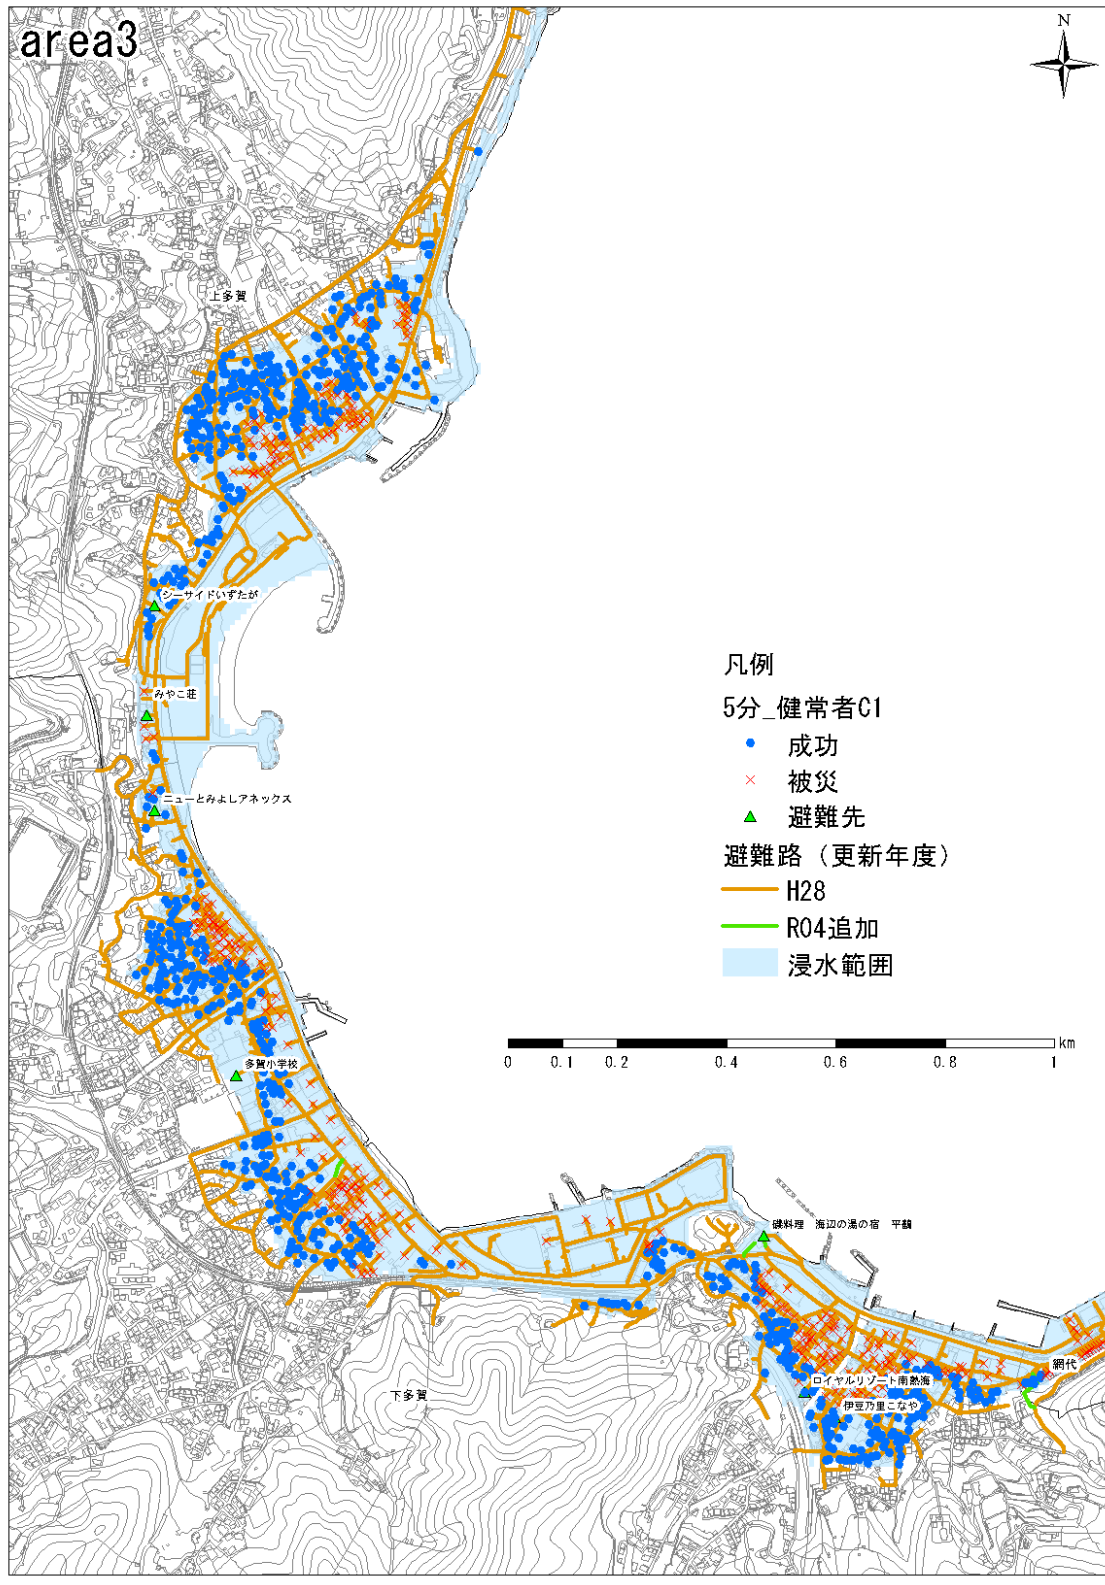 area3
N
上多賀
シーサイドいずたが
みやこ荘
ニューとみよしアネックス
凡例
5分_健常者C1
成功
被災
避難先
避難路（更新年度）
H28
R04追加
浸水範囲
km
0 0.1 0.2 0.4 0.6 0.8 1
多賀小学校
磯料理 海辺の湯の宿 平鶴
網代
ロイヤルリゾート南熱海
下多賀
伊豆乃里こなや